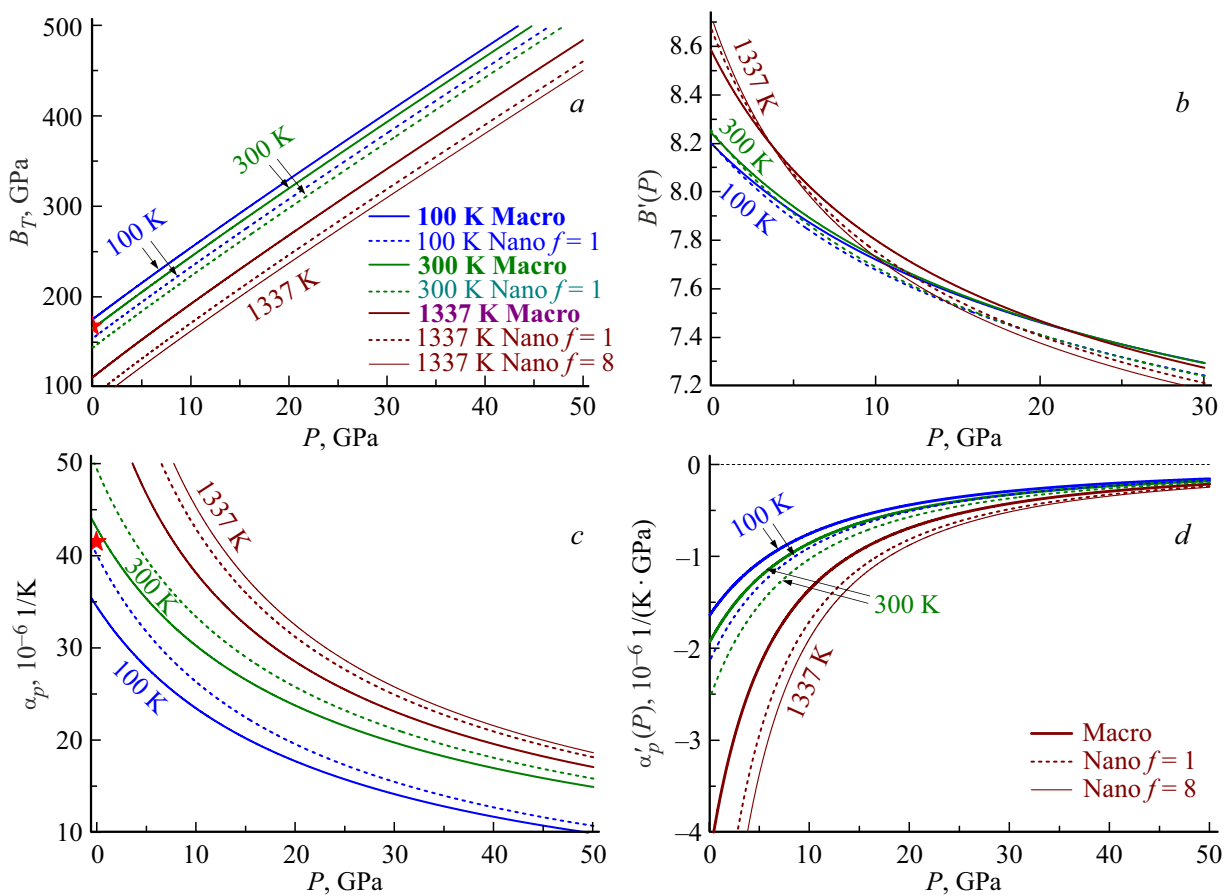 500
400
300
200
100
B_T, GPa
300 K
100 K
1337 K
a
100 K Macro
100 K Nano f = 1
300 K Macro
300 K Nano f = 1
1337 K Macro
1337 K Nano f = 1
1337 K Nano f = 8
0 10 20 30 40 50
P, GPa
8.6
8.4
8.2
8.0
7.8
7.6
7.4
7.2
B'(P)
1337 K
300 K
100 K
b
0 10 20 30
P, GPa
50
40
30
20
10
α_p, 10⁻⁶ 1/K
1337 K
300 K
100 K
c
0 10 20 30 40 50
P, GPa
0
–1
–2
–3
–4
α′_p(P), 10⁻⁶ 1/(K · GPa)
100 K
300 K
1337 K
d
Macro
Nano f = 1
Nano f = 8
0 10 20 30 40 50
P, GPa